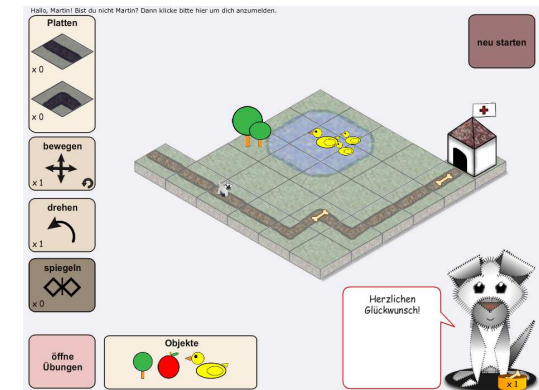 Hallo, Martin! Bist du nicht Martin? Dann klicke bitte hier um dich anzumelden.
Platten
x 0
x 0
bewegen
x 1
drehen
x 1
spiegeln
x 0
öffne
Übungen
Objekte
neu starten
Herzlichen
Glückwunsch!
x 1